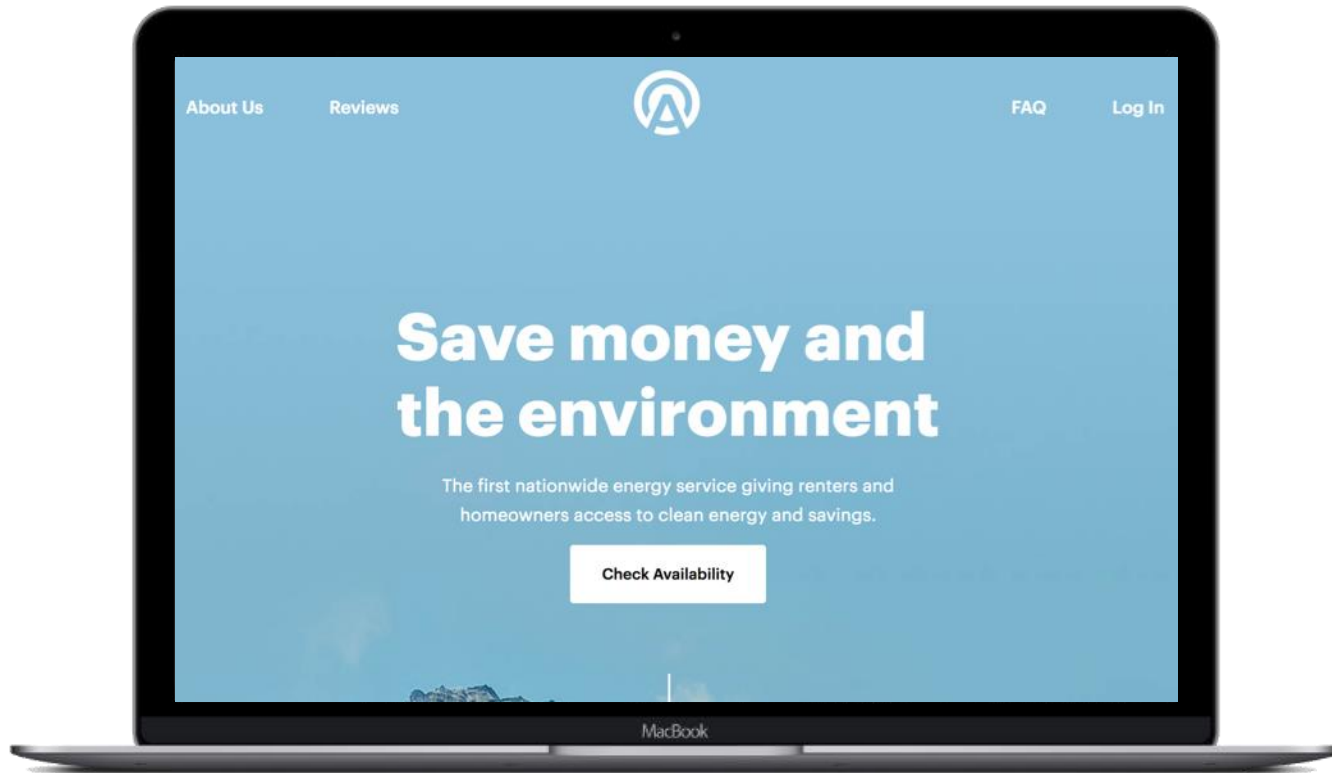 About Us
Reviews
FAQ
Log In
Save money and
the environment
The first nationwide energy service giving renters and
homeowners access to clean energy and savings.
Check Availability
MacBook